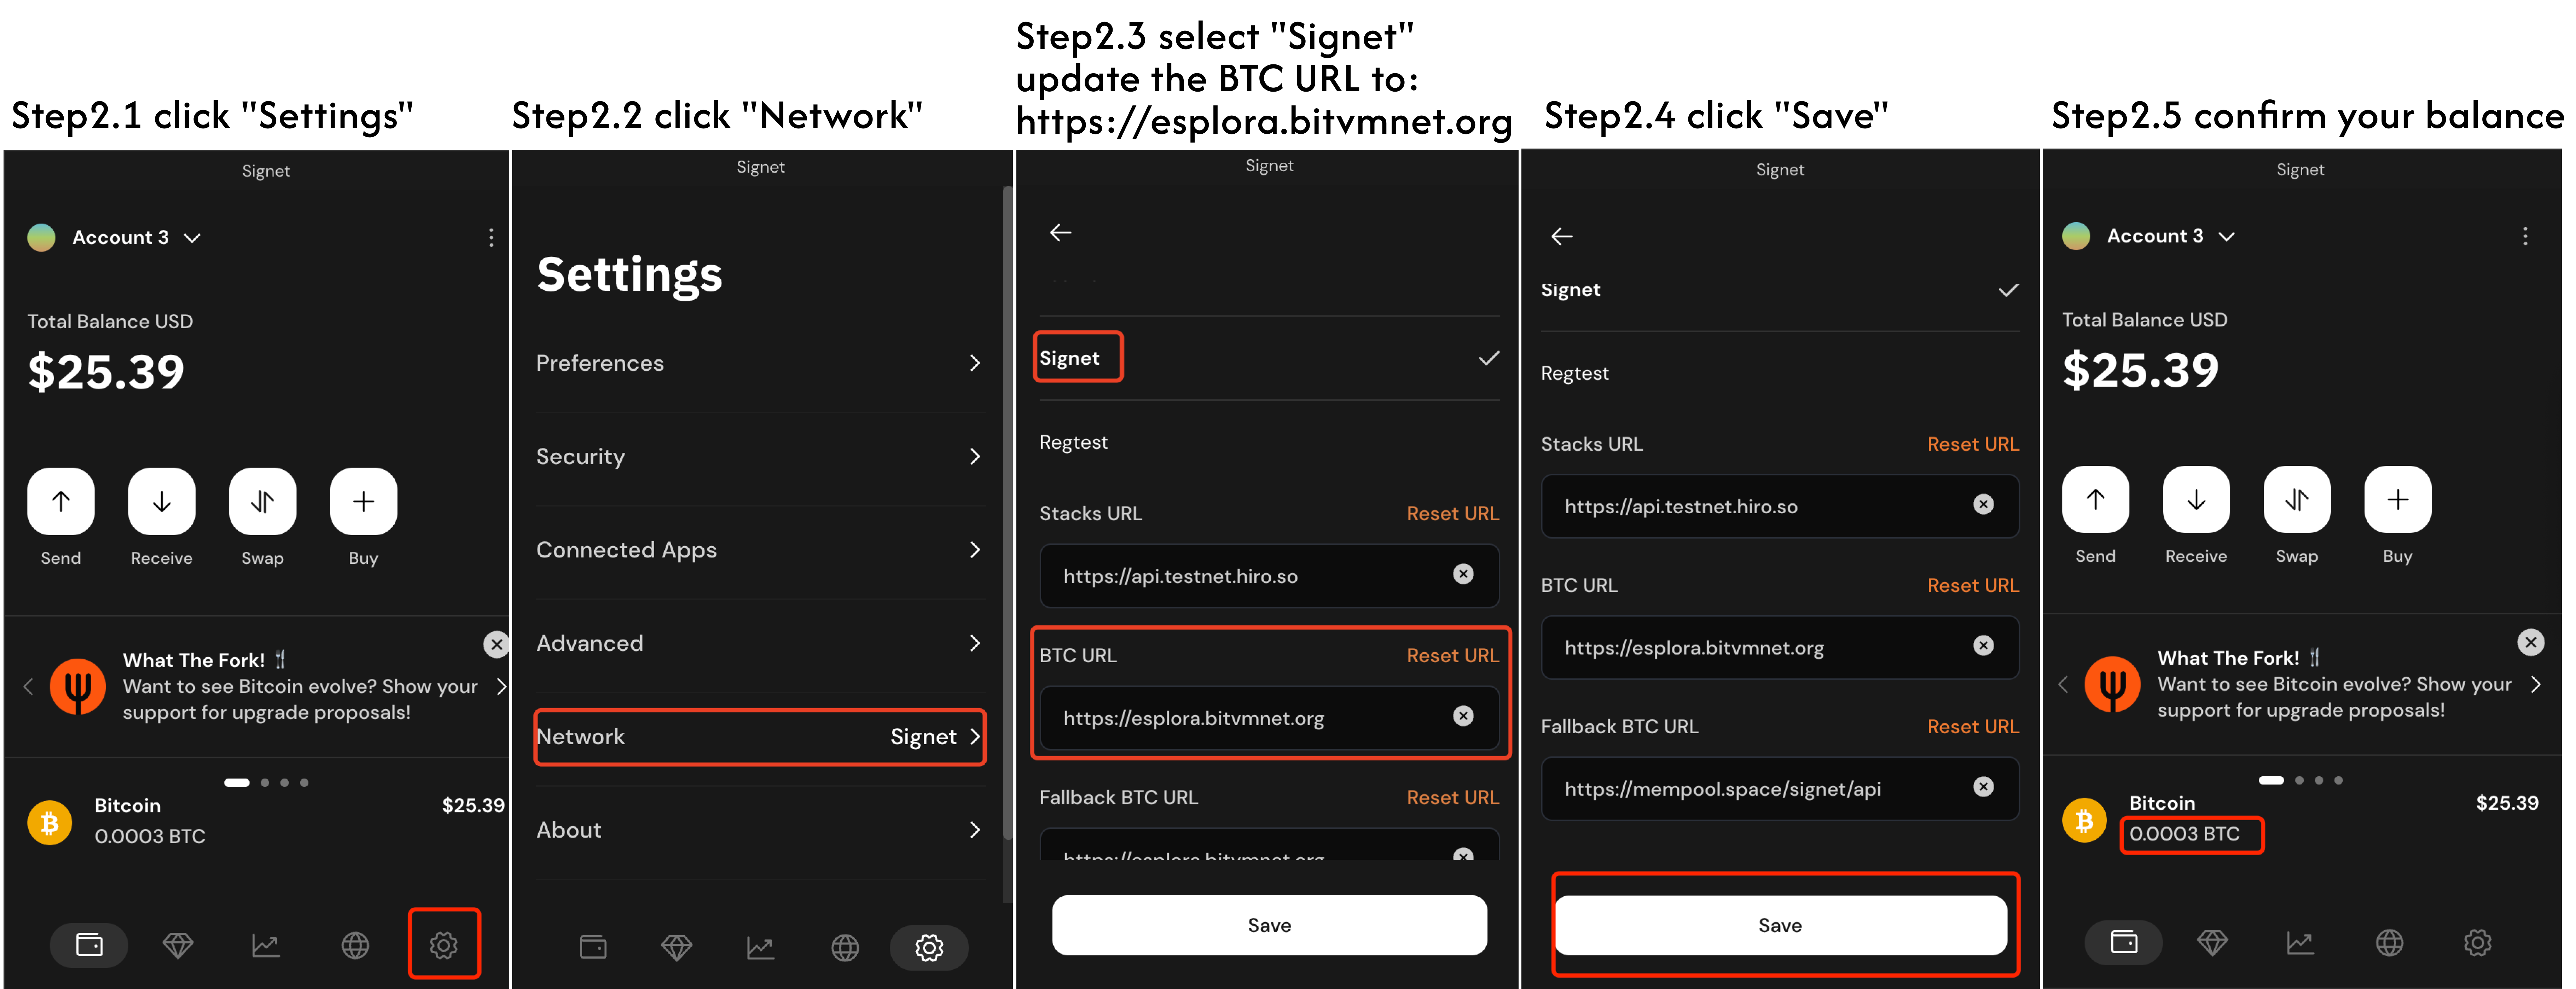 Step2.1 click "Settings"
Signet
Account 3
Total Balance USD
$25.39
Send
Receive
Swap
Buy
What The Fork! 🍴
Want to see Bitcoin evolve? Show your
support for upgrade proposals!
Bitcoin
$25.39
0.0003 BTC
Step2.2 click "Network"
Signet
Settings
Preferences
Security
Connected Apps
Advanced
Network
Signet
About
Step2.3 select "Signet"
update the BTC URL to:
https://esplora.bitvmnet.org
Signet
Signet
Regtest
Stacks URL
Reset URL
https://api.testnet.hiro.so
BTC URL
Reset URL
https://esplora.bitvmnet.org
Fallback BTC URL
Reset URL
https://esplora.bitvmnet.org
Save
Step2.4 click "Save"
Signet
Signet
Regtest
Stacks URL
Reset URL
https://api.testnet.hiro.so
BTC URL
Reset URL
https://esplora.bitvmnet.org
Fallback BTC URL
Reset URL
https://mempool.space/signet/api
Save
Step2.5 confirm your balance
Signet
Account 3
Total Balance USD
$25.39
Send
Receive
Swap
Buy
What The Fork! 🍴
Want to see Bitcoin evolve? Show your
support for upgrade proposals!
Bitcoin
$25.39
0.0003 BTC